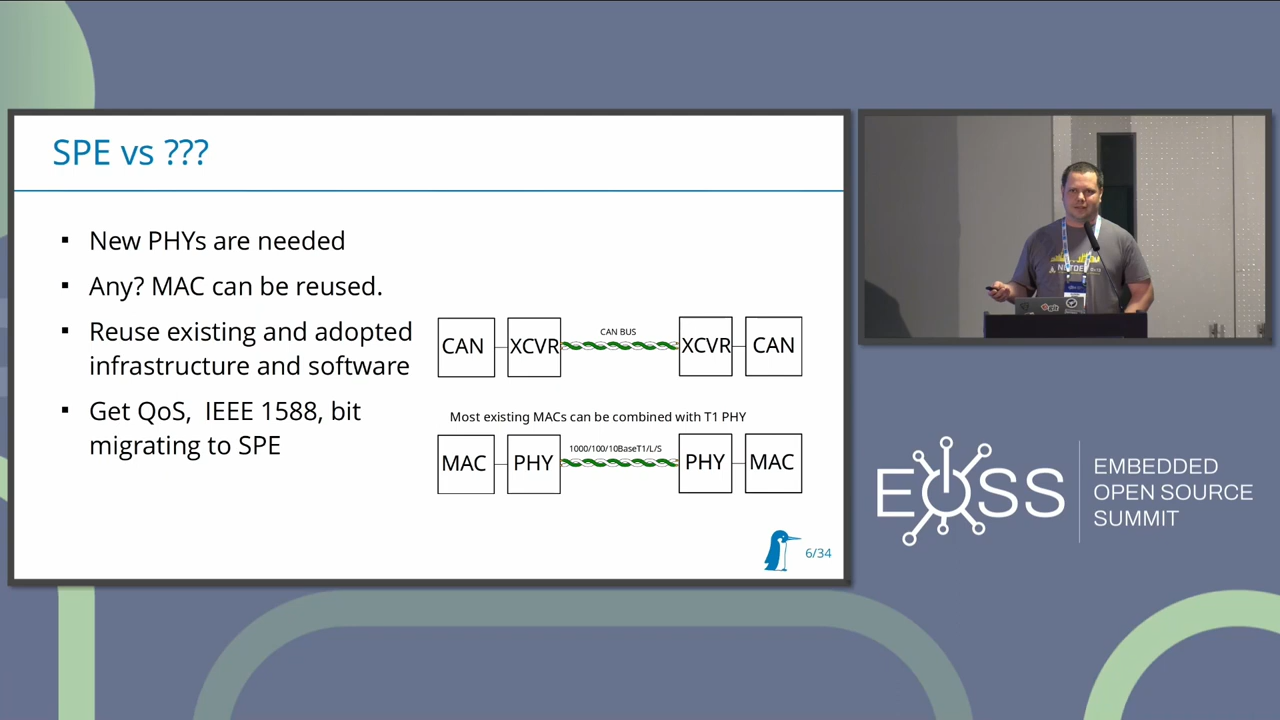 SPE vs ???
New PHYs are needed
Any? MAC can be reused.
Reuse existing and adopted
infrastructure and software
Get QoS,  IEEE 1588, bit
migrating to SPE
CAN
XCVR
CAN BUS
XCVR
CAN
Most existing MACs can be combined with T1 PHY
MAC
PHY
1000/100/10BaseT1/L/S
PHY
MAC
6/34
git
EOSS
EMBEDDED
OPEN SOURCE
SUMMIT